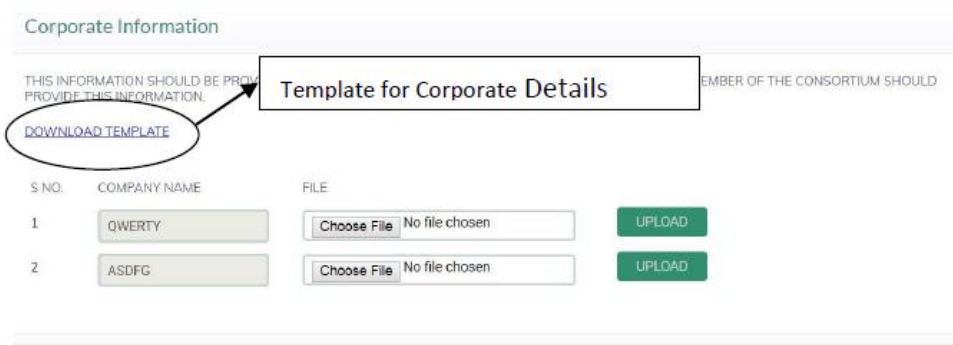 Corporate Information
THIS INFORMATION SHOULD BE PROV
EMBER OF THE CONSORTIUM SHOULD
PROVIDE THIS INFORMATION.
Template for Corporate Details
DOWNLOAD TEMPLATE
S NO. COMPANY NAME FILE
1 QWERTY Choose File No file chosen UPLOAD
2 ASDFG Choose File No file chosen UPLOAD